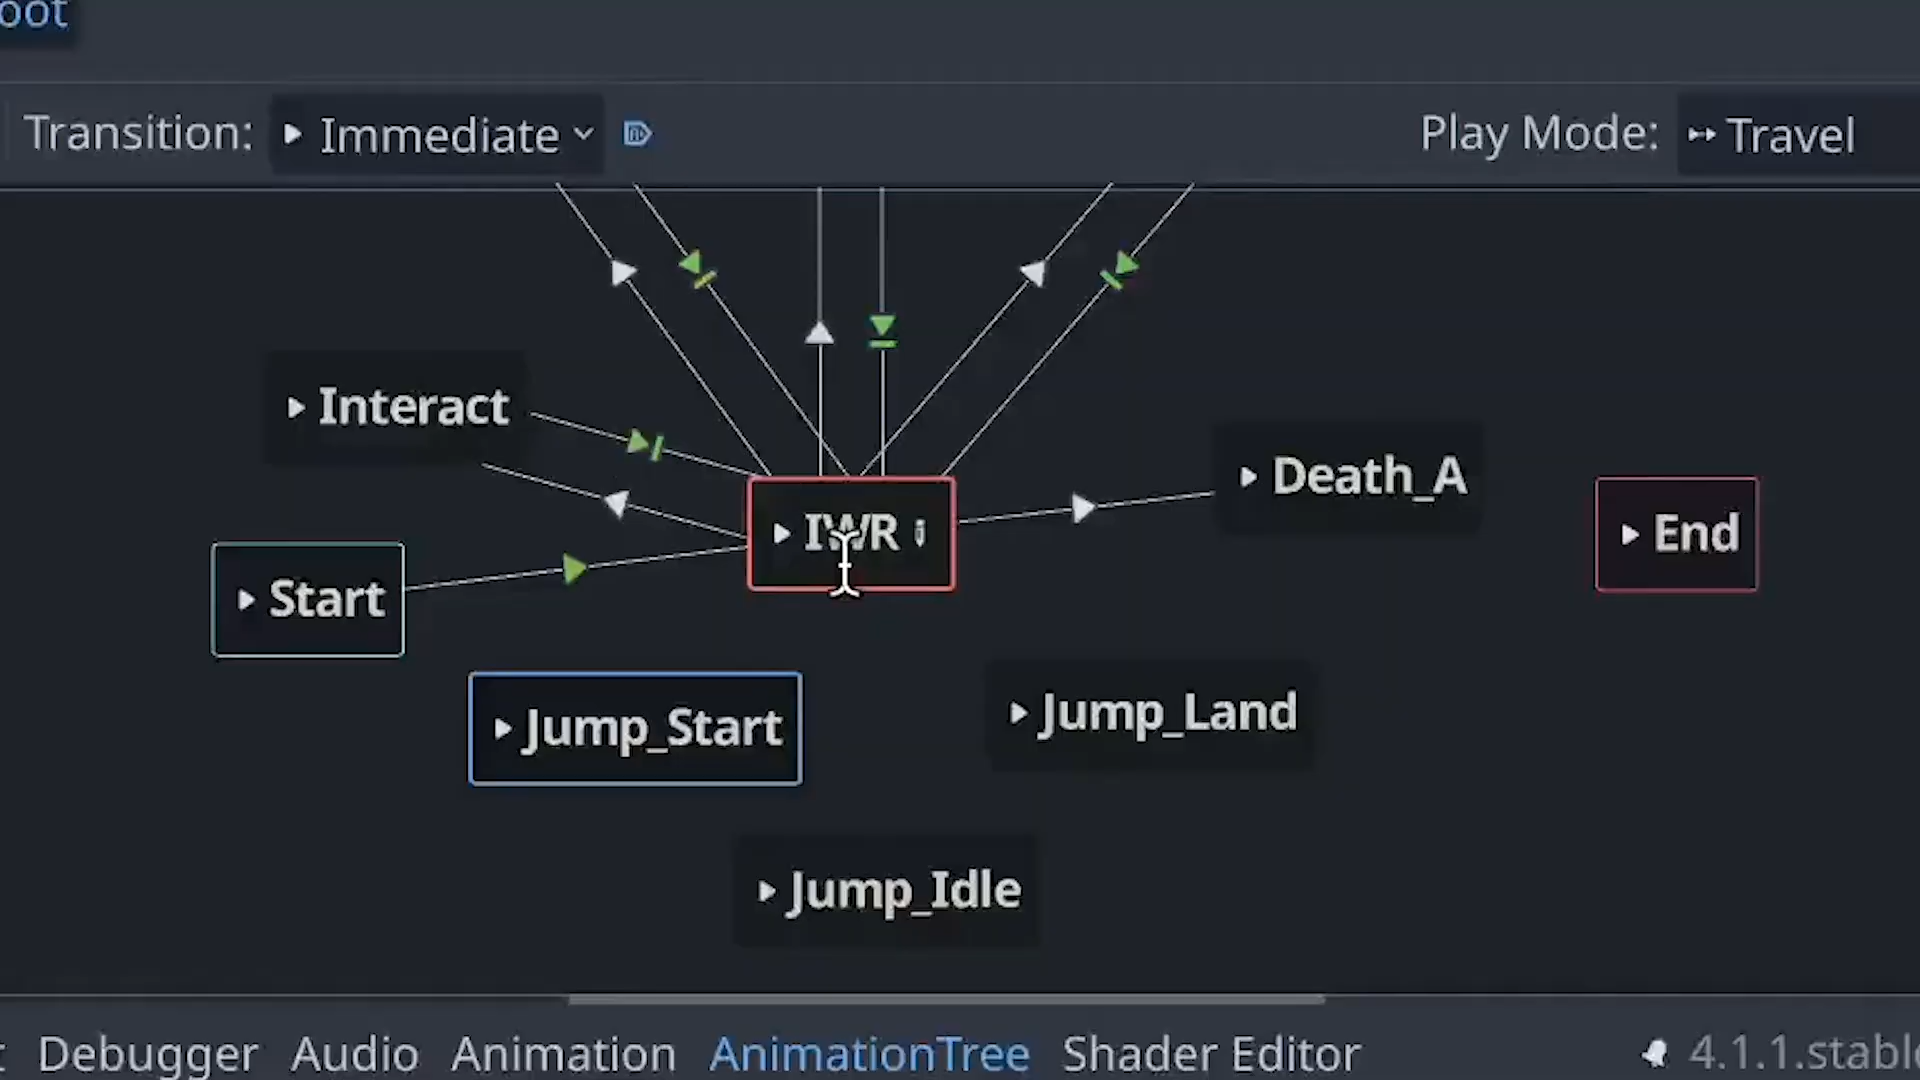 oot
Transition: Immediate Play Mode: Travel
Interact
Death_A
IWR
End
Start
Jump_Start
Jump_Land
Jump_Idle
Debugger Audio Animation AnimationTree Shader Editor 4.1.1.stable